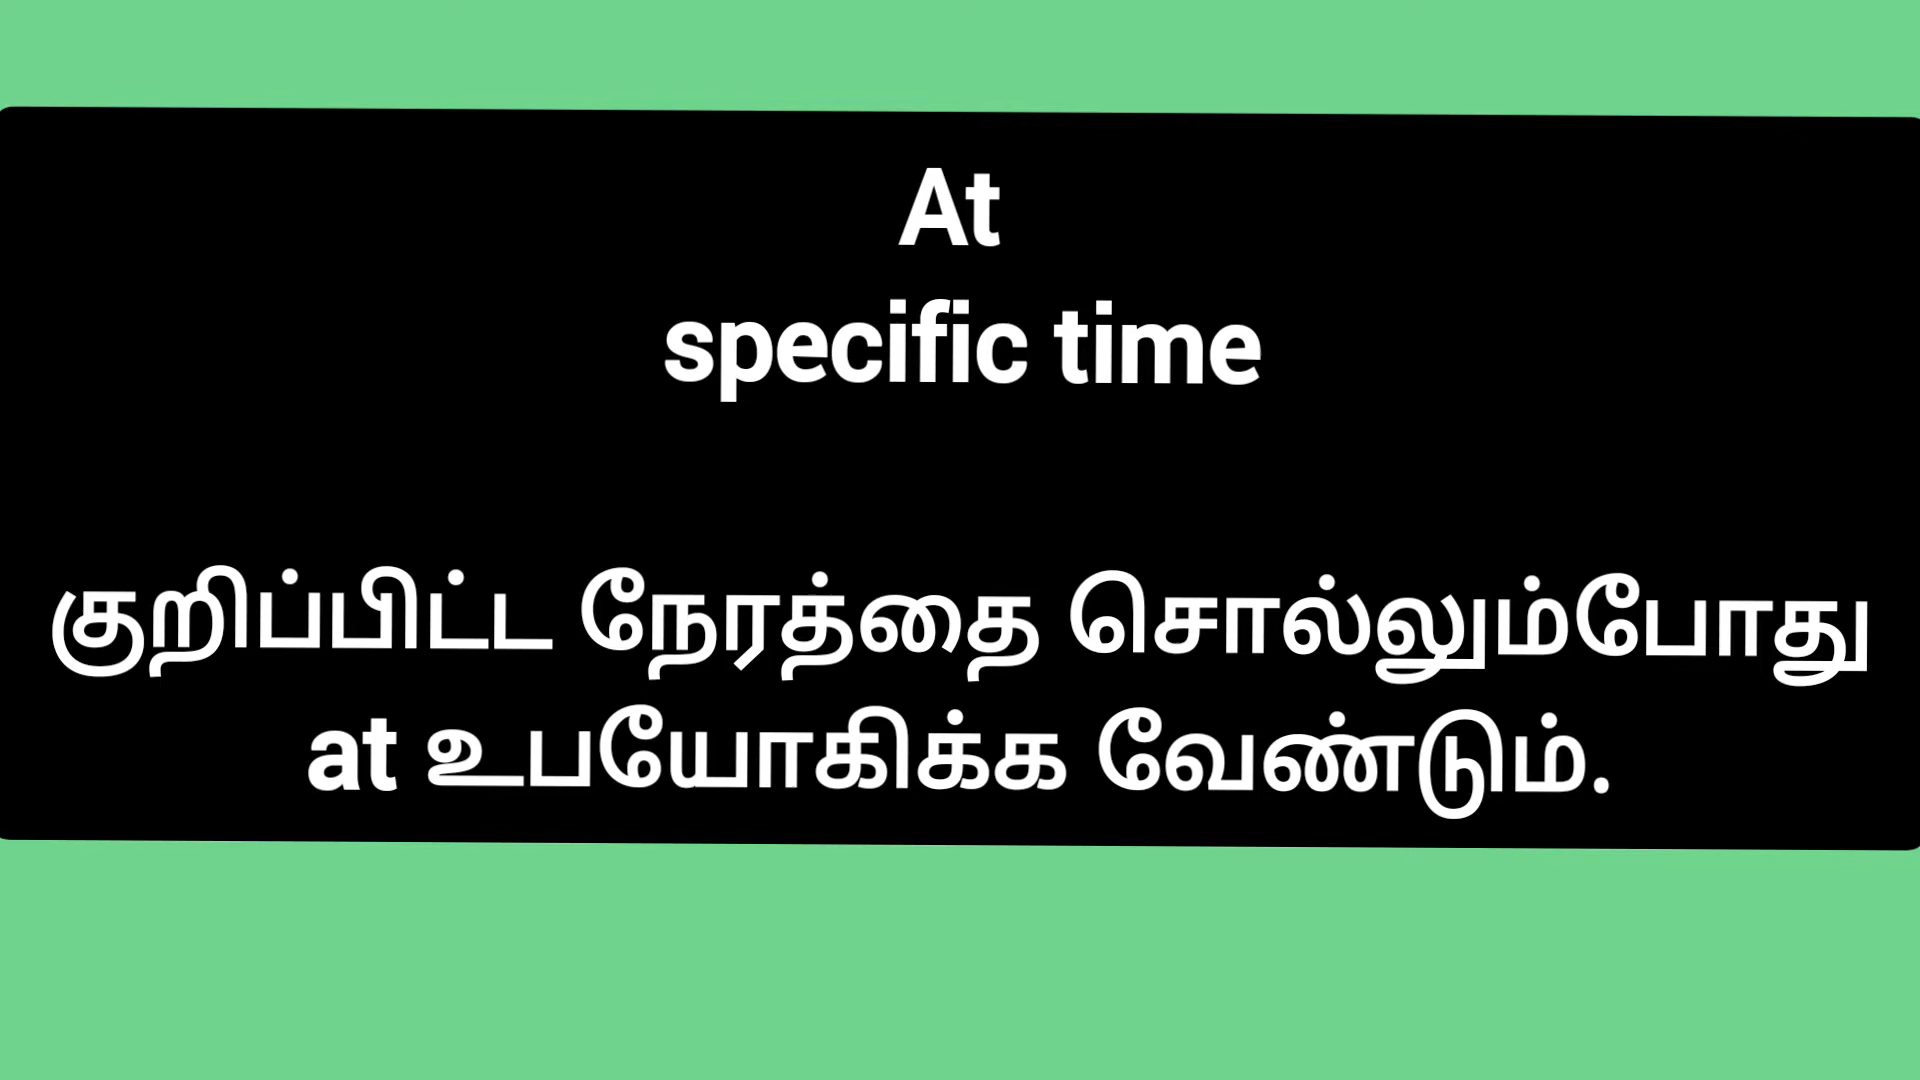 At
specific time
குறிப்பிட்ட நேரத்தை சொல்லும்போது
at உபயோகிக்க வேண்டும்.